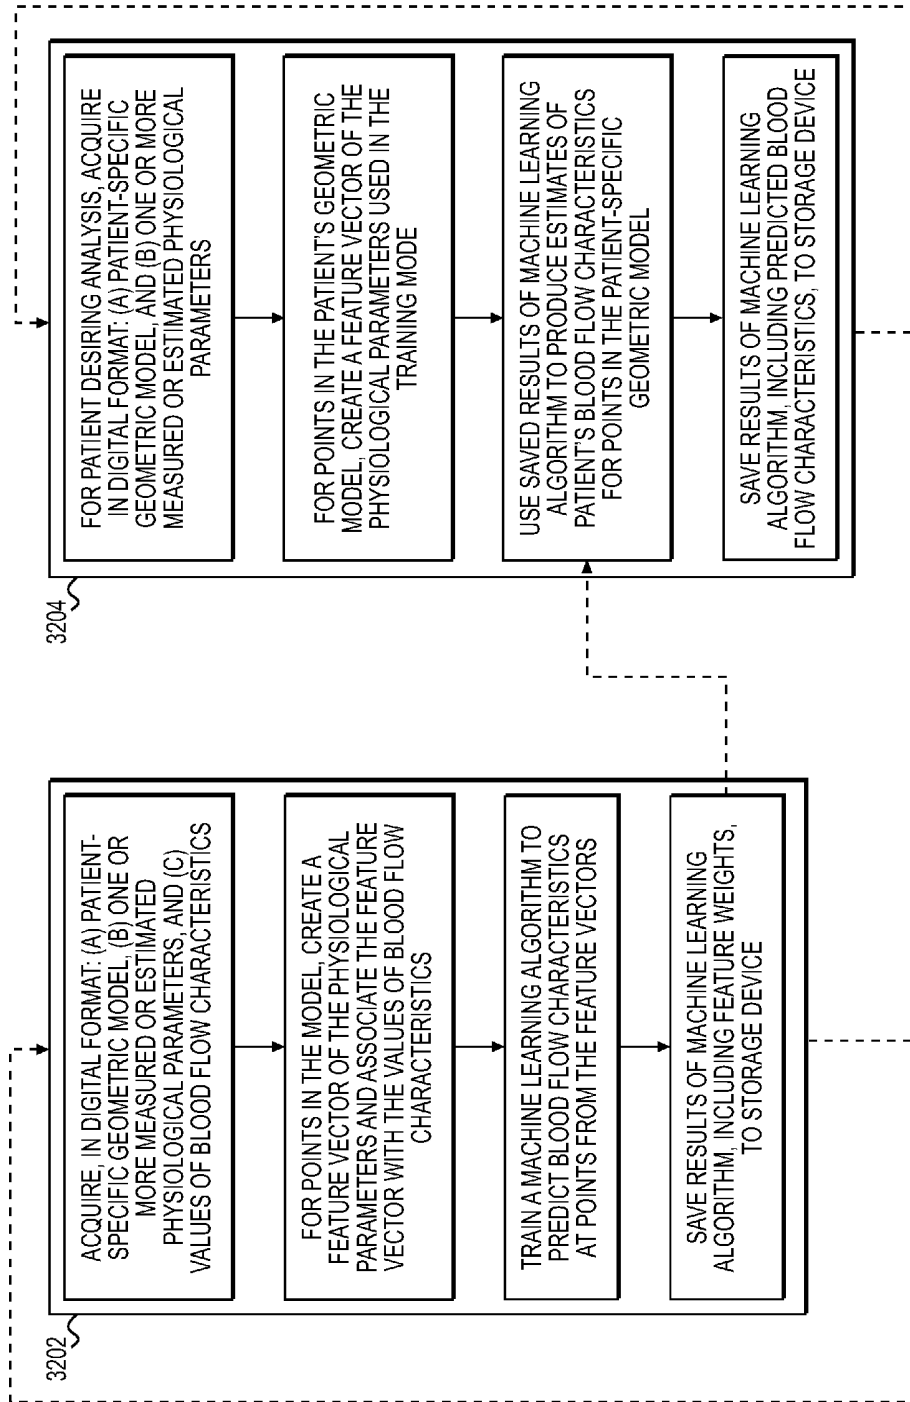 3202
ACQUIRE, IN DIGITAL FORMAT: (A) PATIENT-
SPECIFIC GEOMETRIC MODEL, (B) ONE OR
MORE MEASURED OR ESTIMATED
PHYSIOLOGICAL PARAMETERS, AND (C)
VALUES OF BLOOD FLOW CHARACTERISTICS
FOR POINTS IN THE MODEL, CREATE A
FEATURE VECTOR OF THE PHYSIOLOGICAL
PARAMETERS AND ASSOCIATE THE FEATURE
VECTOR WITH THE VALUES OF BLOOD FLOW
CHARACTERISTICS
TRAIN A MACHINE LEARNING ALGORITHM TO
PREDICT BLOOD FLOW CHARACTERISTICS
AT POINTS FROM THE FEATURE VECTORS
SAVE RESULTS OF MACHINE LEARNING
ALGORITHM, INCLUDING FEATURE WEIGHTS,
TO STORAGE DEVICE
3204
FOR PATIENT DESIRING ANALYSIS, ACQUIRE
IN DIGITAL FORMAT: (A) PATIENT-SPECIFIC
GEOMETRIC MODEL, AND (B) ONE OR MORE
MEASURED OR ESTIMATED PHYSIOLOGICAL
PARAMETERS
FOR POINTS IN THE PATIENT'S GEOMETRIC
MODEL, CREATE A FEATURE VECTOR OF THE
PHYSIOLOGICAL PARAMETERS USED IN THE
TRAINING MODE
USE SAVED RESULTS OF MACHINE LEARNING
ALGORITHM TO PRODUCE ESTIMATES OF
PATIENT'S BLOOD FLOW CHARACTERISTICS
FOR POINTS IN THE PATIENT-SPECIFIC
GEOMETRIC MODEL
SAVE RESULTS OF MACHINE LEARNING
ALGORITHM, INCLUDING PREDICTED BLOOD
FLOW CHARACTERISTICS, TO STORAGE DEVICE